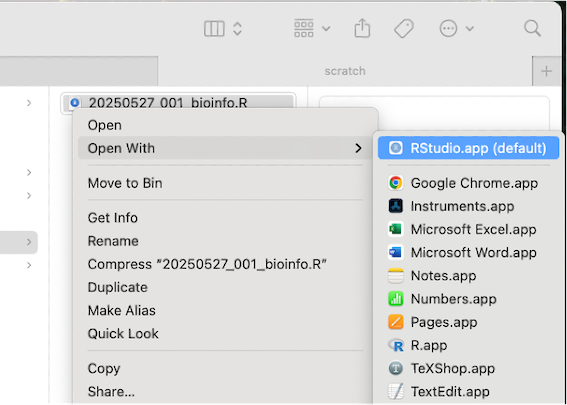 scratch
+
20250527_001_bioinfo.R
Open
Open With
Move to Bin
Get Info
Rename
Compress "20250527_001_bioinfo.R"
Duplicate
Make Alias
Quick Look
Copy
Share...
RStudio.app (default)
Google Chrome.app
Instruments.app
Microsoft Excel.app
Microsoft Word.app
Notes.app
Numbers.app
Pages.app
R.app
TeXShop.app
TextEdit.app